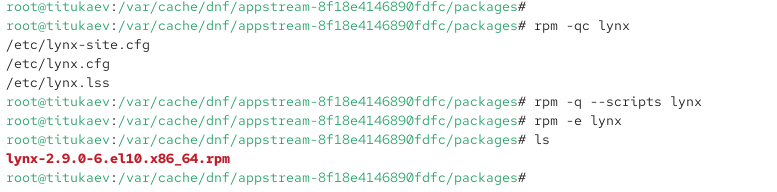 root@titukaev:/var/cache/dnf/appstream-8f18e4146890fdfc/packages#
root@titukaev:/var/cache/dnf/appstream-8f18e4146890fdfc/packages# rpm -qc lynx
/etc/lynx-site.cfg
/etc/lynx.cfg
/etc/lynx.lss
root@titukaev:/var/cache/dnf/appstream-8f18e4146890fdfc/packages# rpm -q --scripts lynx
root@titukaev:/var/cache/dnf/appstream-8f18e4146890fdfc/packages# rpm -e lynx
root@titukaev:/var/cache/dnf/appstream-8f18e4146890fdfc/packages# ls
lynx-2.9.0-6.el10.x86_64.rpm
root@titukaev:/var/cache/dnf/appstream-8f18e4146890fdfc/packages#